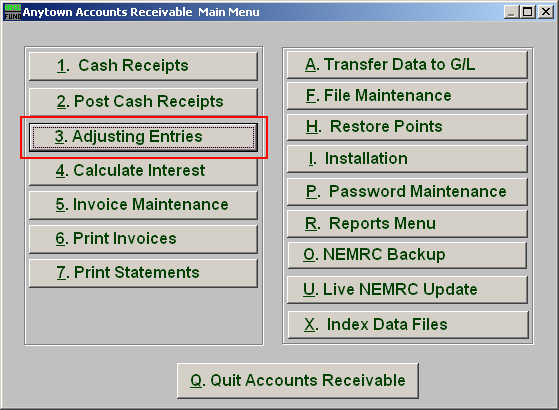 FUND
Anytown Accounts Receivable Main Menu
1. Cash Receipts
2. Post Cash Receipts
3. Adjusting Entries
4. Calculate Interest
5. Invoice Maintenance
6. Print Invoices
7. Print Statements
A. Transfer Data to G/L
F. File Maintenance
H. Restore Points
I. Installation
P. Password Maintenance
R. Reports Menu
O. NEMRC Backup
U. Live NEMRC Update
X. Index Data Files
Q. Quit Accounts Receivable